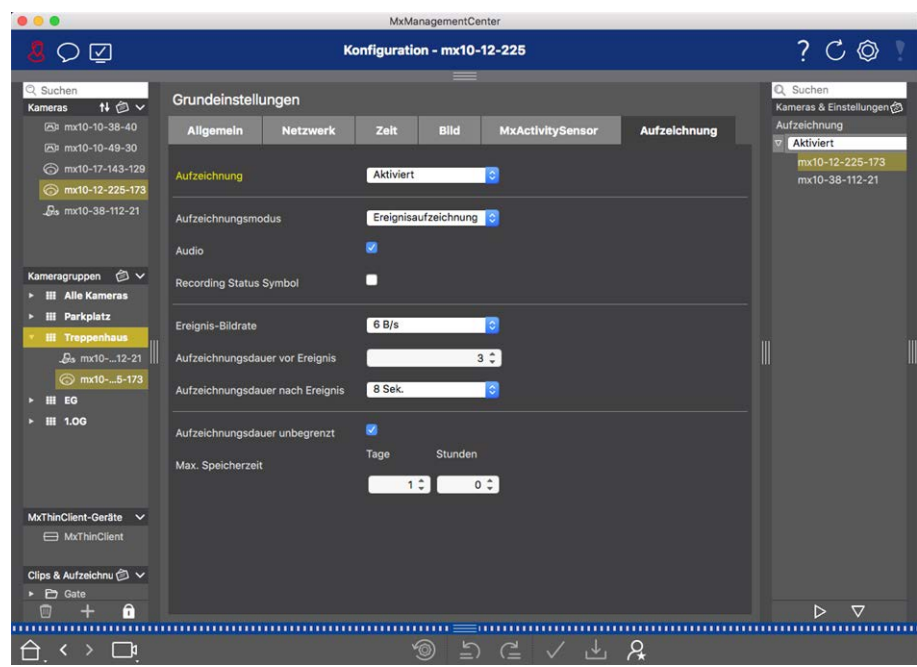 MxManagementCenter
Konfiguration - mx10-12-225
?
Suchen
Kameras
mx10-10-38-40
mx10-10-49-30
mx10-17-143-129
mx10-12-225-173
mx10-38-112-21
Kameragruppen
Alle Kameras
Parkplatz
Treppenhaus
mx10-...12-21
mx10-...5-173
EG
1.OG
MxThinClient-Geräte
MxThinClient
Clips & Aufzeichnu
Gate
Grundeinstellungen
Allgemein Netzwerk Zeit Bild MxActivitySensor Aufzeichnung
Aufzeichnung Aktiviert
Aufzeichnungsmodus Ereignisaufzeichnung
Audio
Recording Status Symbol
Ereignis-Bildrate 6 B/s
Aufzeichnungsdauer vor Ereignis 3
Aufzeichnungsdauer nach Ereignis 8 Sek.
Aufzeichnungsdauer unbegrenzt
Tage Stunden
Max. Speicherzeit
1 0
Suchen
Kameras & Einstellungen
Aufzeichnung
Aktiviert
mx10-12-225-173
mx10-38-112-21